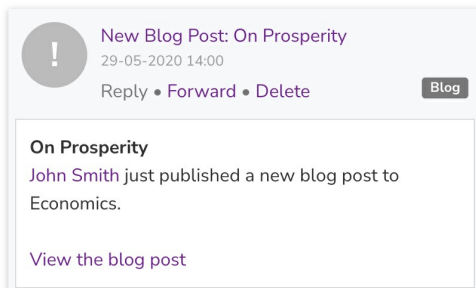 !
New Blog Post: On Prosperity
29-05-2020 14:00
Reply • Forward • Delete
Blog
On Prosperity
John Smith just published a new blog post to
Economics.
View the blog post